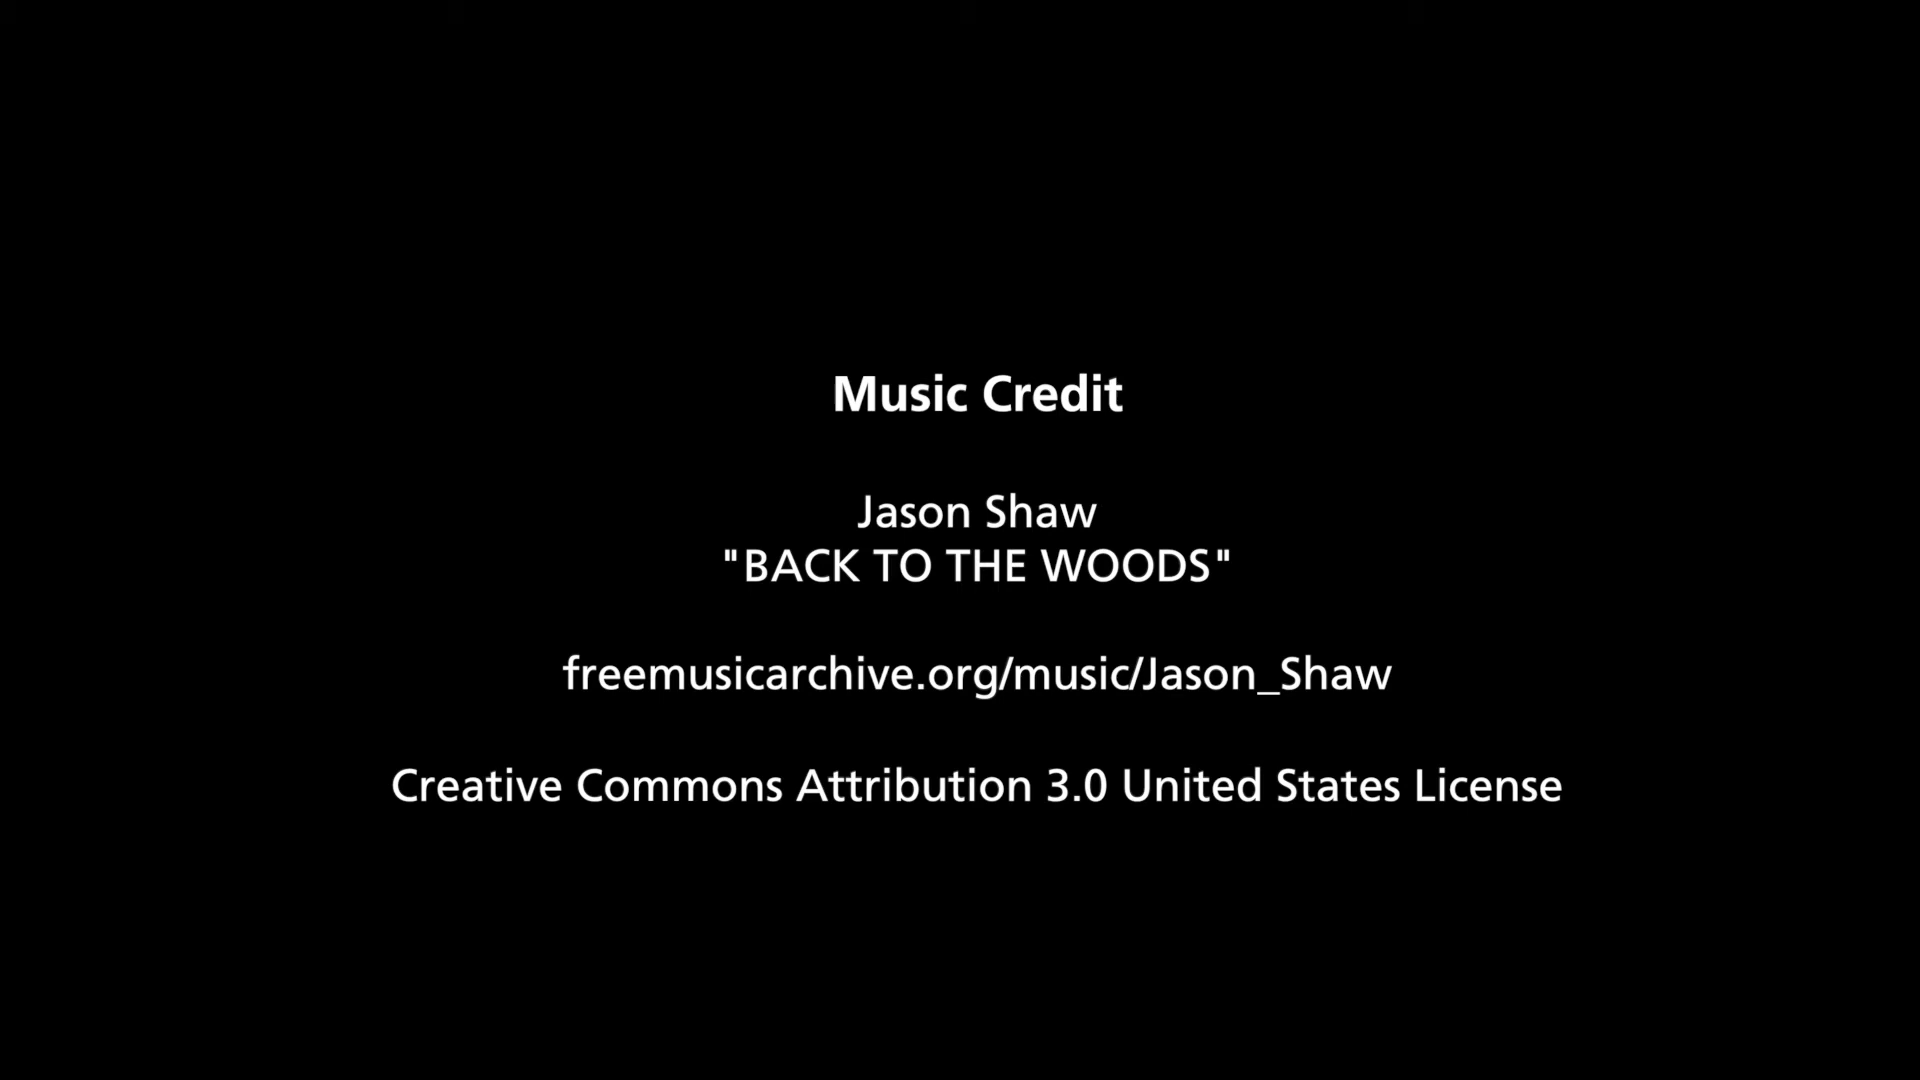 Music Credit
Jason Shaw
"BACK TO THE WOODS"
freemusicarchive.org/music/Jason_Shaw
Creative Commons Attribution 3.0 United States License